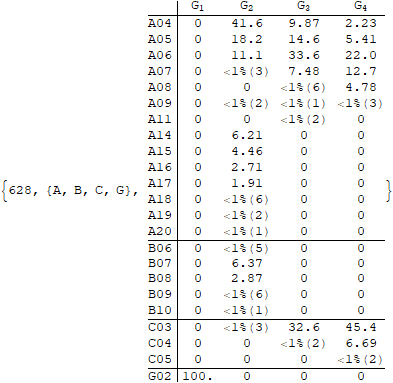 G₁ G₂ G₃ G₄
A04 0 41.6 9.87 2.23
A05 0 18.2 14.6 5.41
A06 0 11.1 33.6 22.0
A07 0 <1%(3) 7.48 12.7
A08 0 0 <1%(6) 4.78
A09 0 <1%(2) <1%(1) <1%(3)
A11 0 0 <1%(2) 0
A14 0 6.21 0 0
A15 0 4.46 0 0
A16 0 2.71 0 0
A17 0 1.91 0 0
{628, {A, B, C, G}, A18 0 <1%(6) 0 0 }
A19 0 <1%(2) 0 0
A20 0 <1%(1) 0 0
B06 0 <1%(5) 0 0
B07 0 6.37 0 0
B08 0 2.87 0 0
B09 0 <1%(6) 0 0
B10 0 <1%(1) 0 0
C03 0 <1%(3) 32.6 45.4
C04 0 0 <1%(2) 6.69
C05 0 0 0 <1%(2)
G02 100. 0 0 0